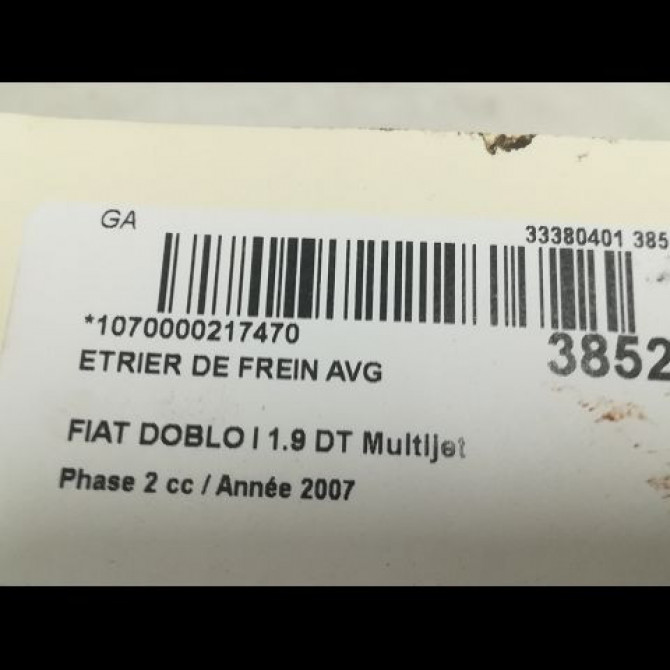 GA
33380401 385
*1070000217470
3852
ETRIER DE FREIN AVG
FIAT DOBLO I 1.9 DT Multijet
Phase 2 cc / Année 2007